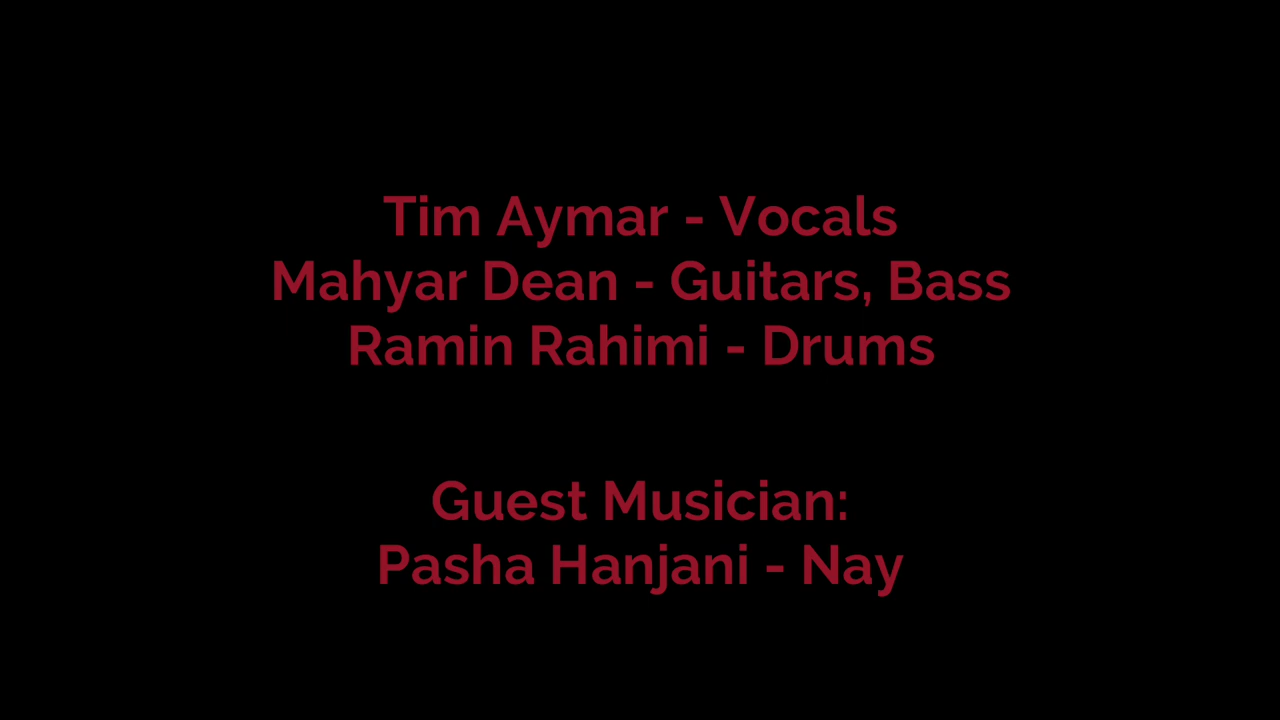 Tim Aymar - Vocals
Mahyar Dean - Guitars, Bass
Ramin Rahimi - Drums
Guest Musician:
Pasha Hanjani - Nay